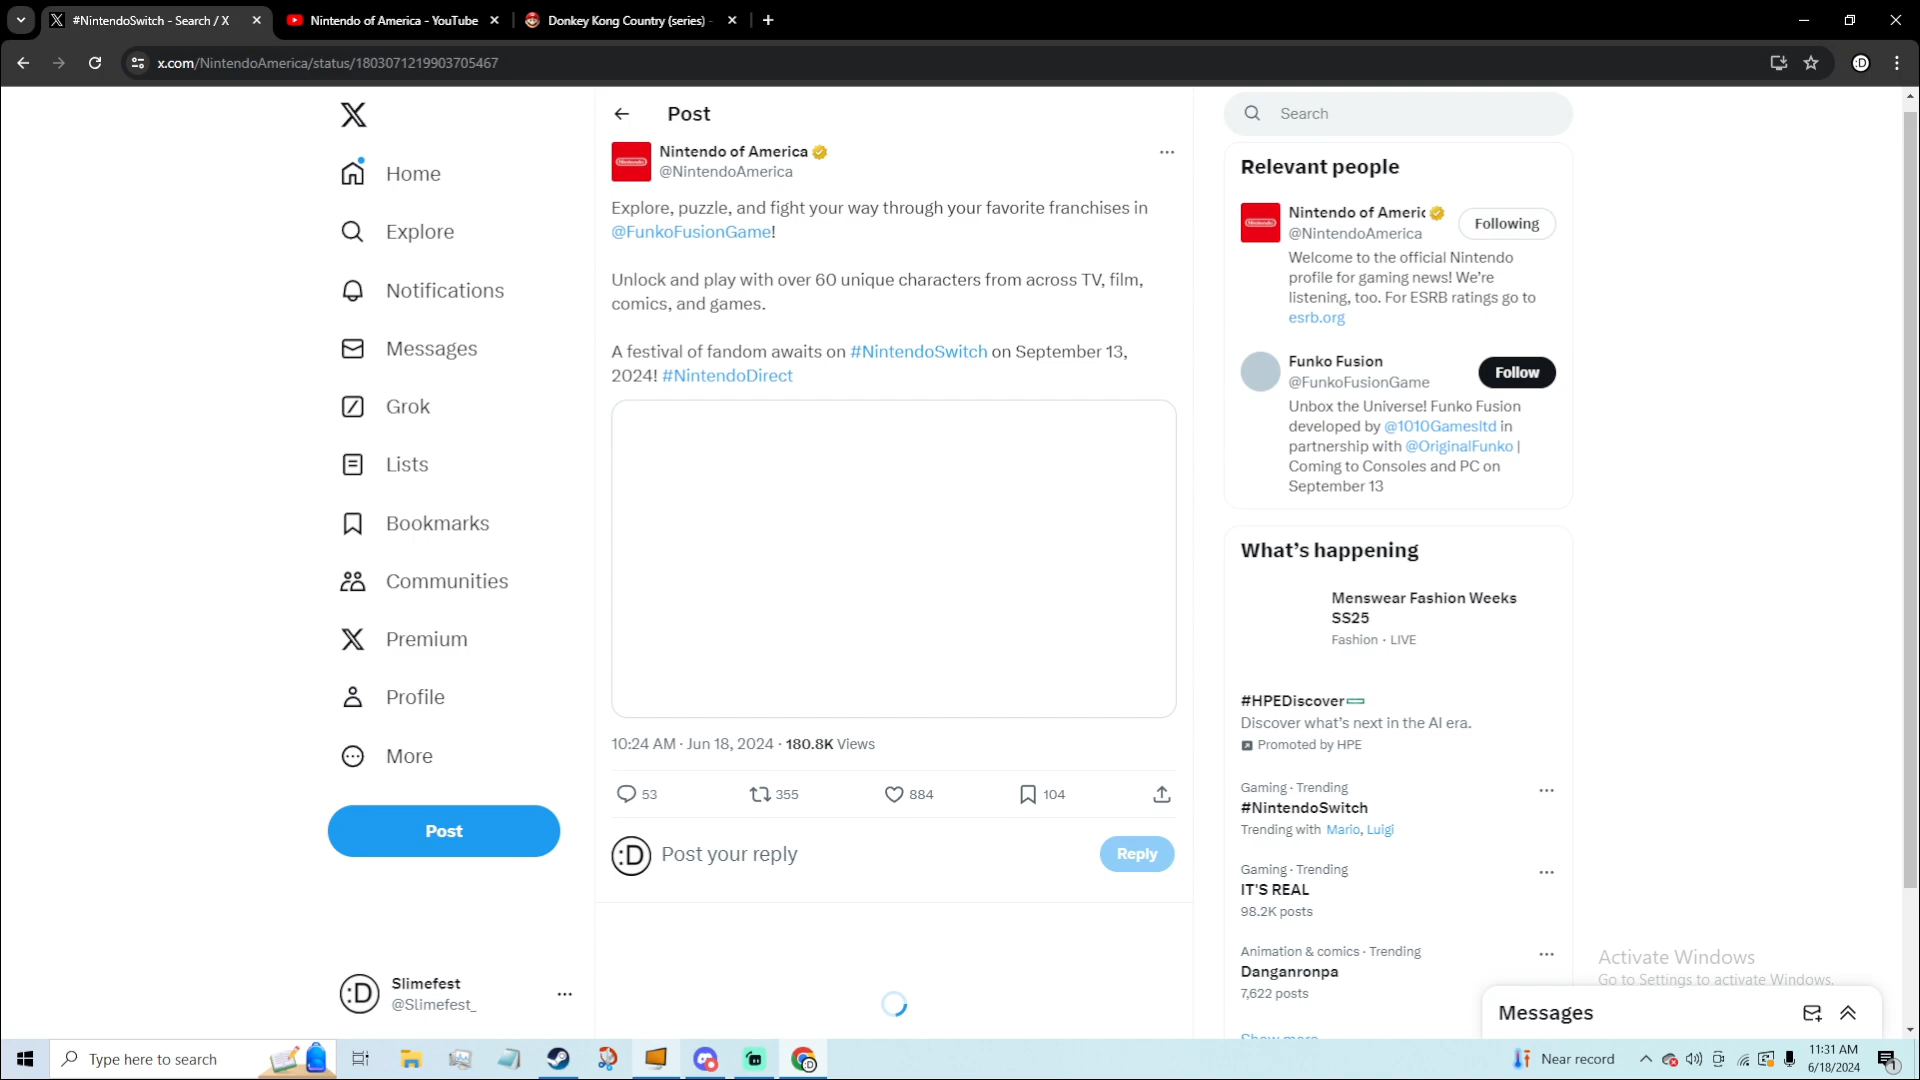 #NintendoSwitch - Search / X
Nintendo of America - YouTube
Donkey Kong Country (series) -
x.com/NintendoAmerica/status/1803071219903705467
Home
Explore
Notifications
Messages
Grok
Lists
Bookmarks
Communities
Premium
Profile
More
Post
Slimefest
@Slimefest_
Post
Nintendo of America
@NintendoAmerica
Explore, puzzle, and fight your way through your favorite franchises in
@FunkoFusionGame!
Unlock and play with over 60 unique characters from across TV, film,
comics, and games.
A festival of fandom awaits on #NintendoSwitch on September 13,
2024! #NintendoDirect
10:24 AM · Jun 18, 2024 · 180.8K Views
53 355 884 104
:D Post your reply Reply
Search
Relevant people
Nintendo of Americ
@NintendoAmerica
Following
Welcome to the official Nintendo
profile for gaming news! We're
listening, too. For ESRB ratings go to
esrb.org
Funko Fusion
@FunkoFusionGame
Follow
Unbox the Universe! Funko Fusion
developed by @1010Gamesltd in
partnership with @OriginalFunko |
Coming to Consoles and PC on
September 13
What's happening
Menswear Fashion Weeks
SS25
Fashion · LIVE
#HPEDiscover
Discover what's next in the AI era.
Promoted by HPE
Gaming · Trending
#NintendoSwitch
Trending with Mario, Luigi
Gaming · Trending
IT'S REAL
98.2K posts
Animation & comics · Trending
Danganronpa
7,622 posts
Show more
Activate Windows
Go to Settings to activate Windows.
Messages
Type here to search
Near record
11:31 AM
6/18/2024